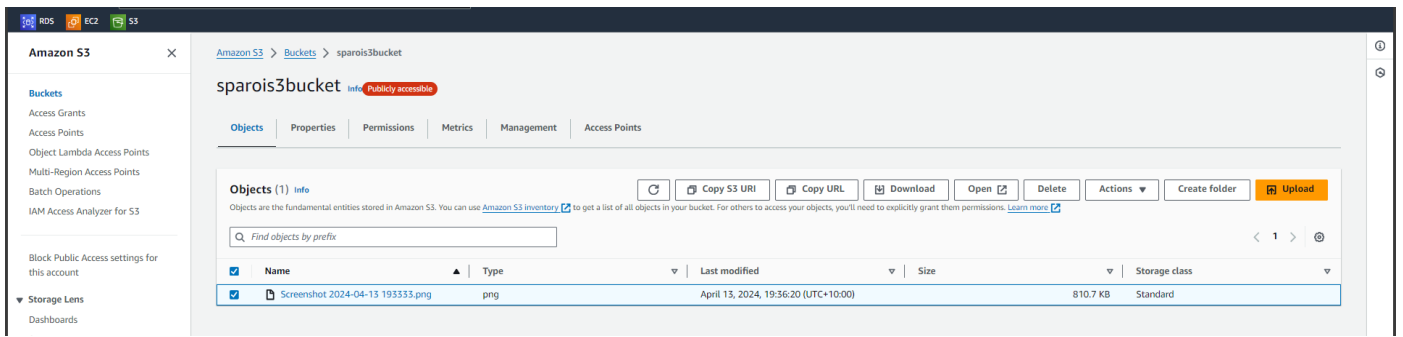 RDS EC2 S3
Amazon S3
Buckets
Access Grants
Access Points
Object Lambda Access Points
Multi-Region Access Points
Batch Operations
IAM Access Analyzer for S3
Block Public Access settings for
this account
Storage Lens
Dashboards
Amazon S3 > Buckets > sparois3bucket
sparois3bucket Info Publicly accessible
Objects Properties Permissions Metrics Management Access Points
Objects (1) Info
Copy S3 URI Copy URL Download Open Delete Actions Create folder Upload
Objects are the fundamental entities stored in Amazon S3. You can use Amazon S3 inventory to get a list of all objects in your bucket. For others to access your objects, you'll need to explicitly grant them permissions. Learn more
Find objects by prefix
< 1 >
Name Type Last modified Size Storage class
Screenshot 2024-04-13 193333.png png April 13, 2024, 19:36:20 (UTC+10:00) 810.7 KB Standard